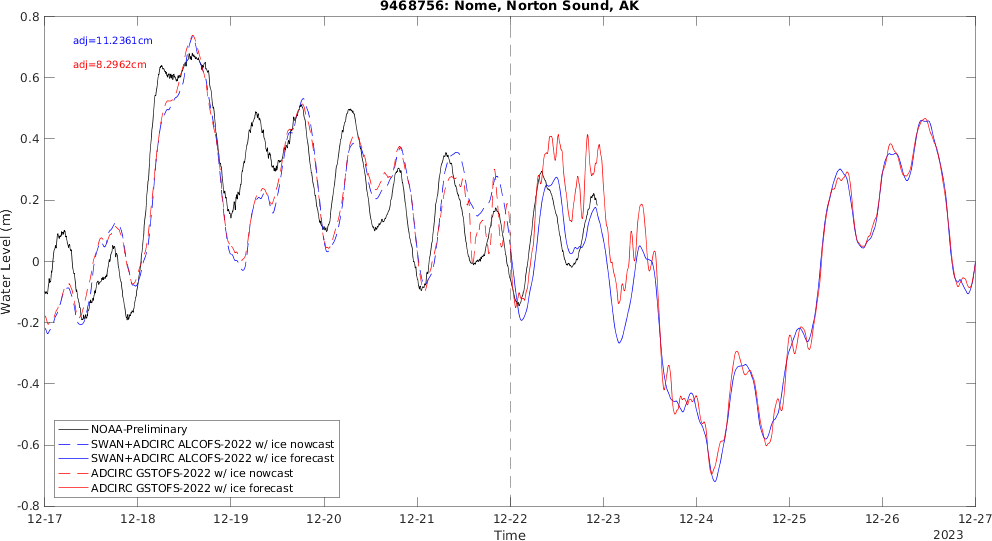 9468756: Nome, Norton Sound, AK
0.8
adj=11.2361cm
adj=8.2962cm
0.6
0.4
0.2
0
-0.2
-0.4
-0.6
-0.8
Water Level (m)
NOAA-Preliminary
SWAN+ADCIRC ALCOFS-2022 w/ ice nowcast
SWAN+ADCIRC ALCOFS-2022 w/ ice forecast
ADCIRC GSTOFS-2022 w/ ice nowcast
ADCIRC GSTOFS-2022 w/ ice forecast
12-17 12-18 12-19 12-20 12-21 12-22 12-23 12-24 12-25 12-26 12-27
Time
2023